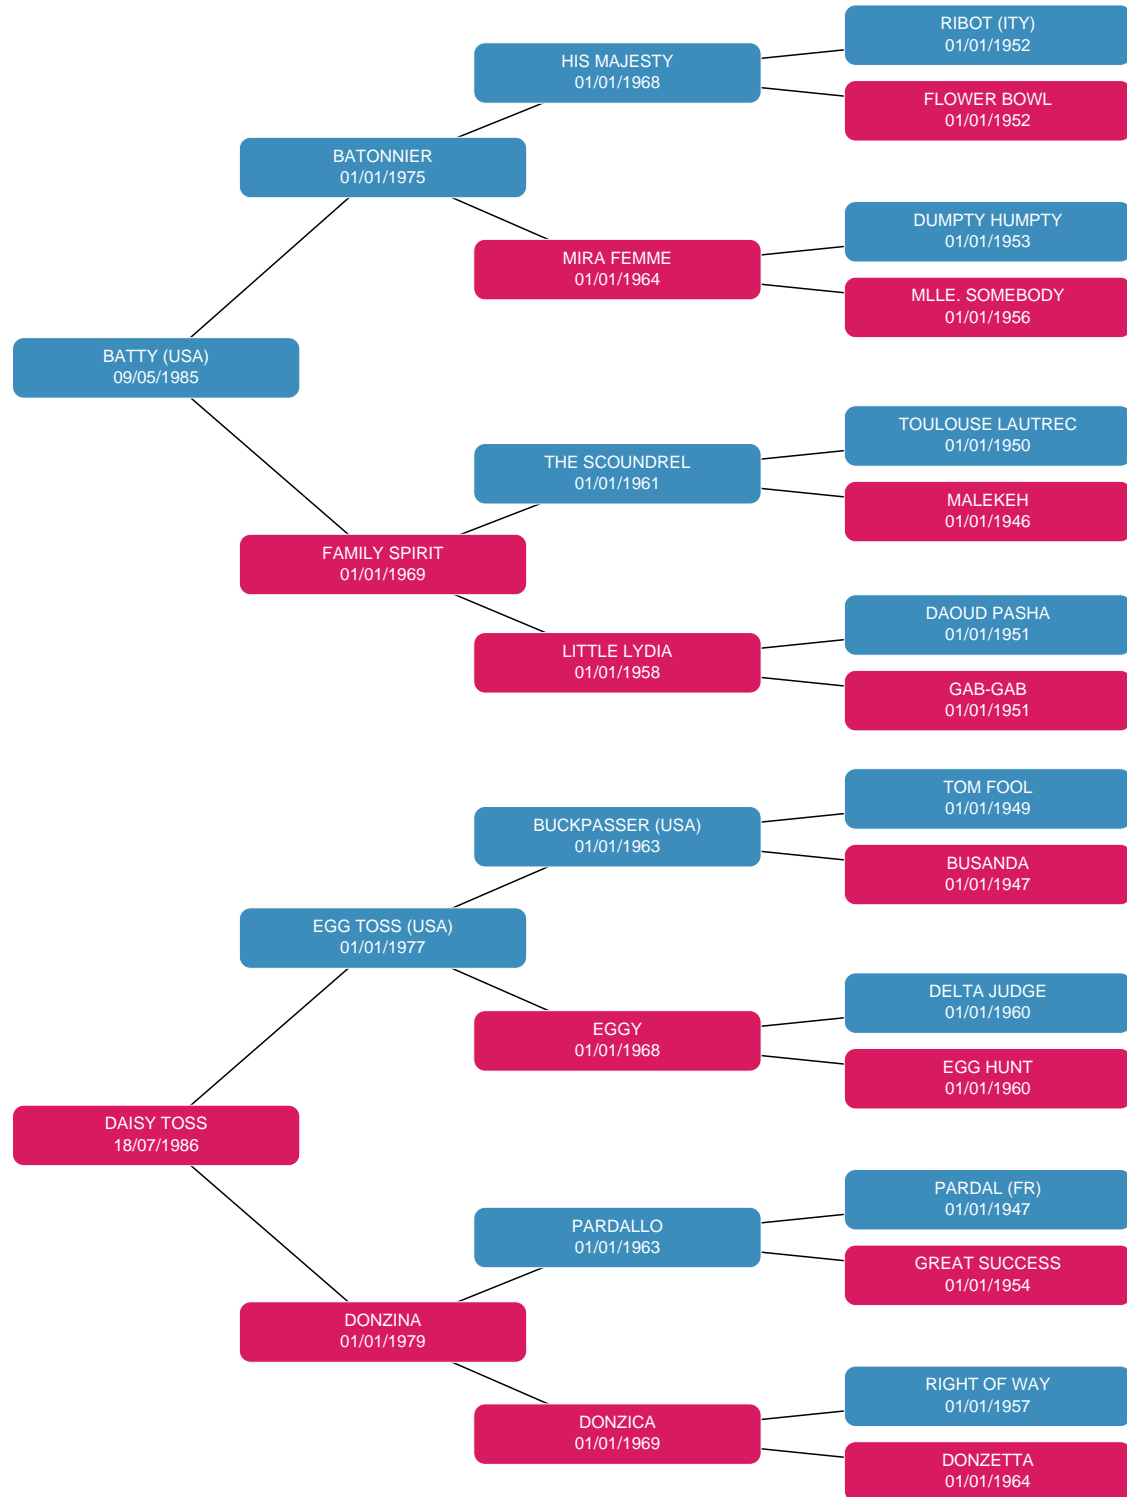 RIBOT (ITY)
01/01/1952
HIS MAJESTY
01/01/1968
FLOWER BOWL
01/01/1952
BATONNIER
01/01/1975
DUMPTY HUMPTY
01/01/1953
MIRA FEMME
01/01/1964
MLLE. SOMEBODY
01/01/1956
BATTY (USA)
09/05/1985
TOULOUSE LAUTREC
01/01/1950
THE SCOUNDREL
01/01/1961
MALEKEH
01/01/1946
FAMILY SPIRIT
01/01/1969
DAOUD PASHA
01/01/1951
LITTLE LYDIA
01/01/1958
GAB-GAB
01/01/1951
TOM FOOL
01/01/1949
BUCKPASSER (USA)
01/01/1963
BUSANDA
01/01/1947
EGG TOSS (USA)
01/01/1977
DELTA JUDGE
01/01/1960
EGGY
01/01/1968
EGG HUNT
01/01/1960
DAISY TOSS
18/07/1986
PARDAL (FR)
01/01/1947
PARDALLO
01/01/1963
GREAT SUCCESS
01/01/1954
DONZINA
01/01/1979
RIGHT OF WAY
01/01/1957
DONZICA
01/01/1969
DONZETTA
01/01/1964